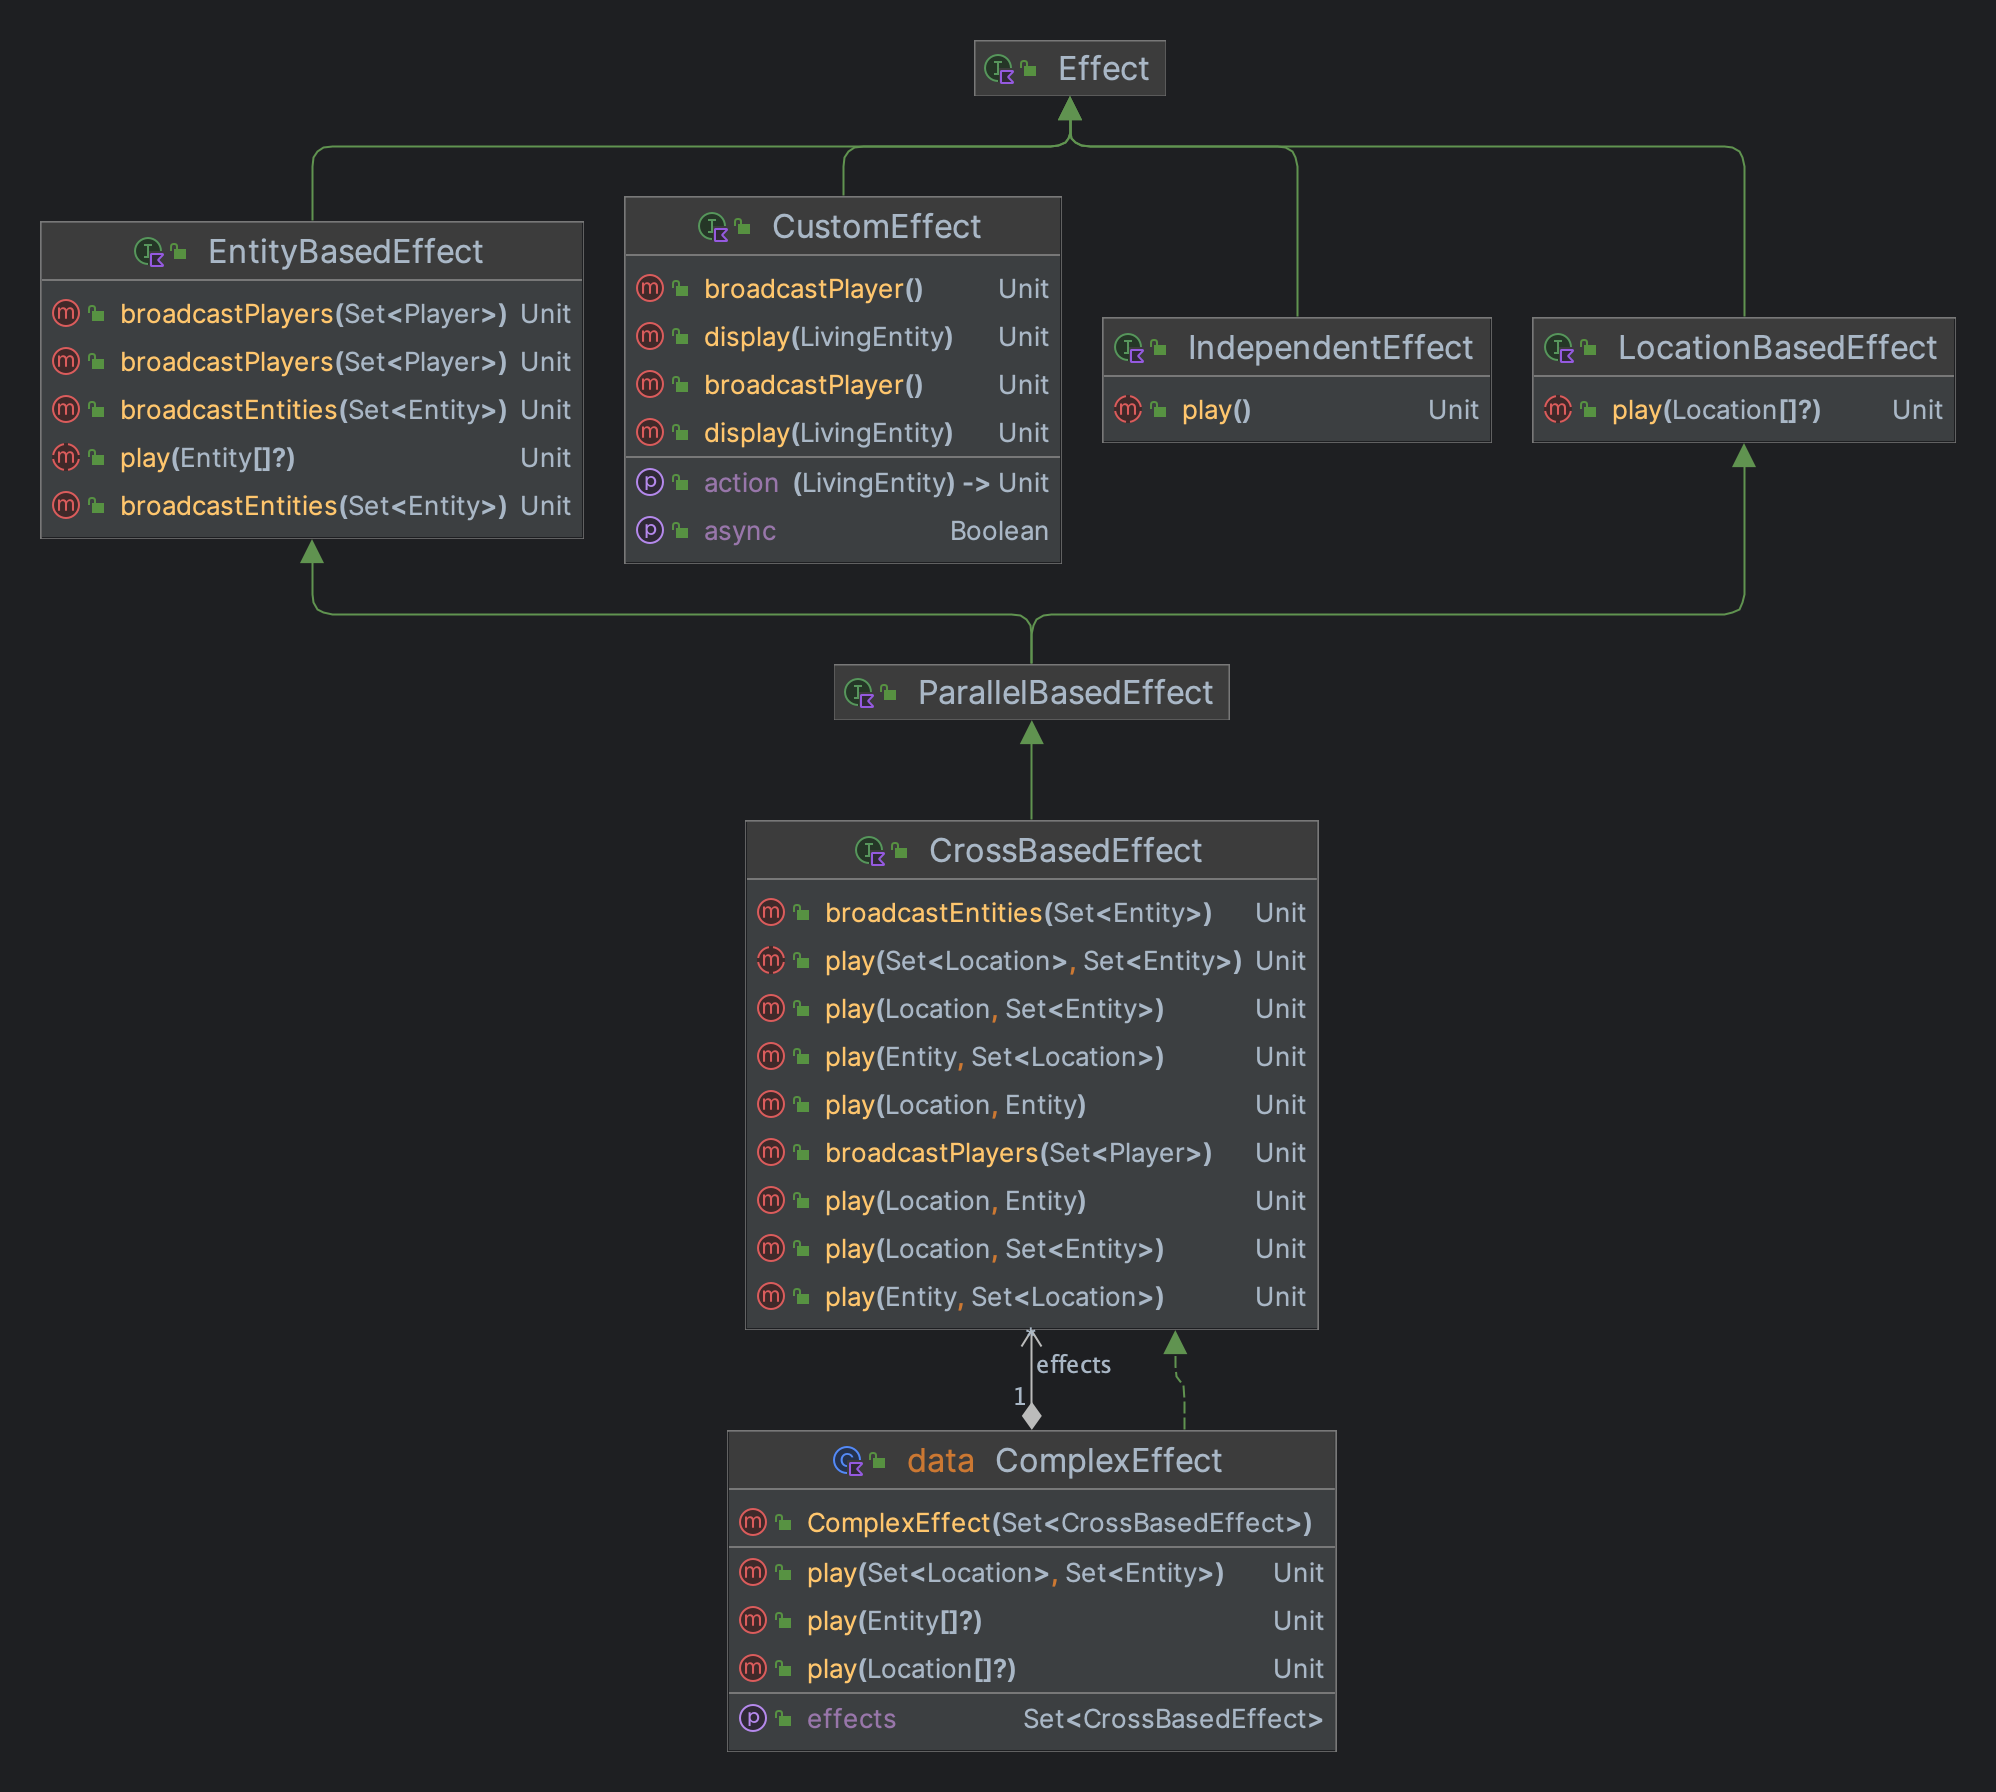 Effect
EntityBasedEffect
broadcastPlayers(Set<Player>) Unit
broadcastPlayers(Set<Player>) Unit
broadcastEntities(Set<Entity>) Unit
play(Entity[]?) Unit
broadcastEntities(Set<Entity>) Unit
CustomEffect
broadcastPlayer() Unit
display(LivingEntity) Unit
broadcastPlayer() Unit
display(LivingEntity) Unit
action (LivingEntity) -> Unit
async Boolean
IndependentEffect
play() Unit
LocationBasedEffect
play(Location[]?) Unit
ParallelBasedEffect
CrossBasedEffect
broadcastEntities(Set<Entity>) Unit
play(Set<Location>, Set<Entity>) Unit
play(Location, Set<Entity>) Unit
play(Entity, Set<Location>) Unit
play(Location, Entity) Unit
broadcastPlayers(Set<Player>) Unit
play(Location, Entity) Unit
play(Location, Set<Entity>) Unit
play(Entity, Set<Location>) Unit
effects
1
data ComplexEffect
ComplexEffect(Set<CrossBasedEffect>)
play(Set<Location>, Set<Entity>) Unit
play(Entity[]?) Unit
play(Location[]?) Unit
effects Set<CrossBasedEffect>